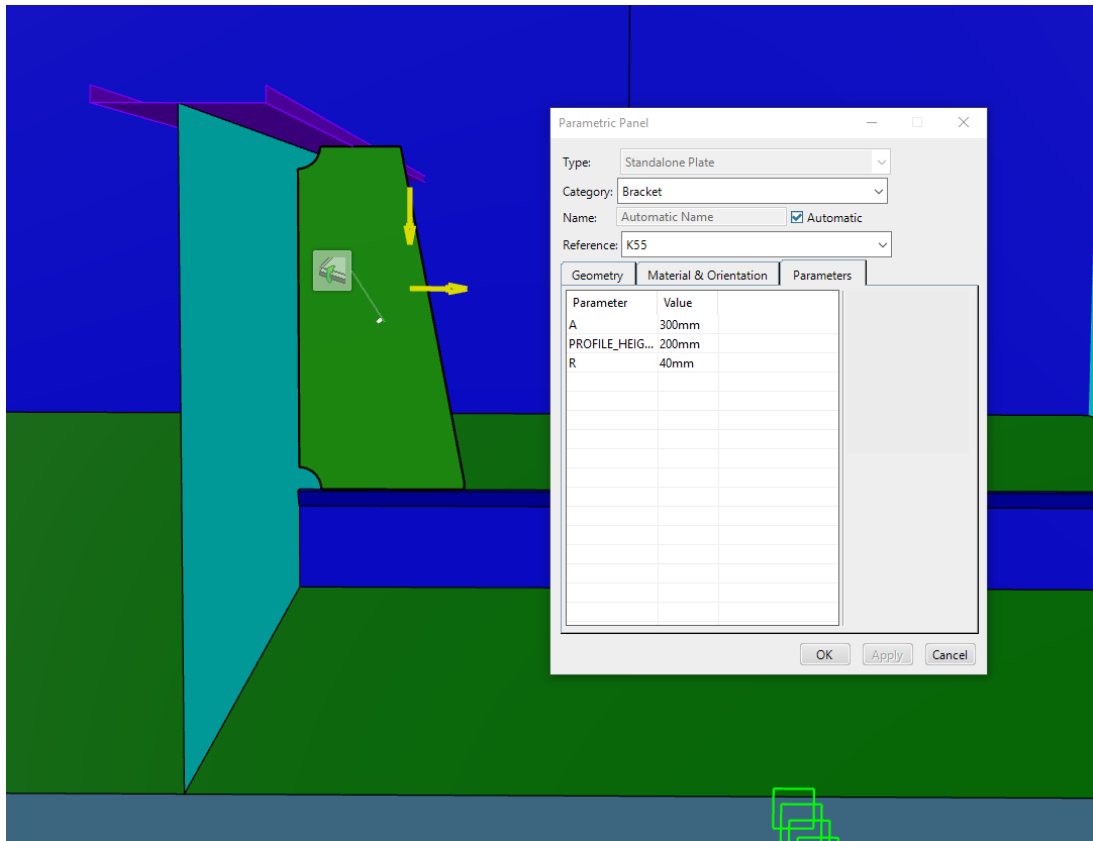 Parametric Panel
Type: Standalone Plate
Category: Bracket
Name: Automatic Name Automatic
Reference: K55
Geometry Material & Orientation Parameters
Parameter Value
A 300mm
PROFILE_HEIG... 200mm
R 40mm
OK Apply Cancel